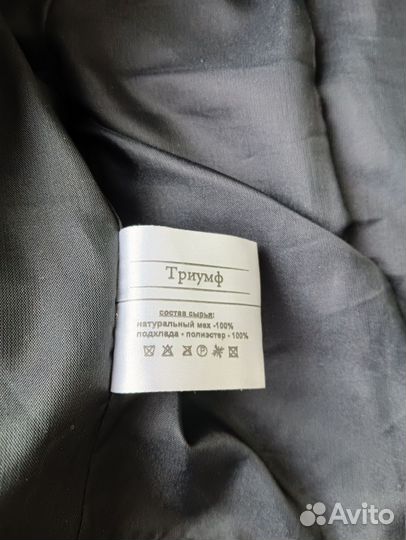 Триумф
состав сырья:
натуральный мех -100%
подклада - полиэстер - 100%
Avito